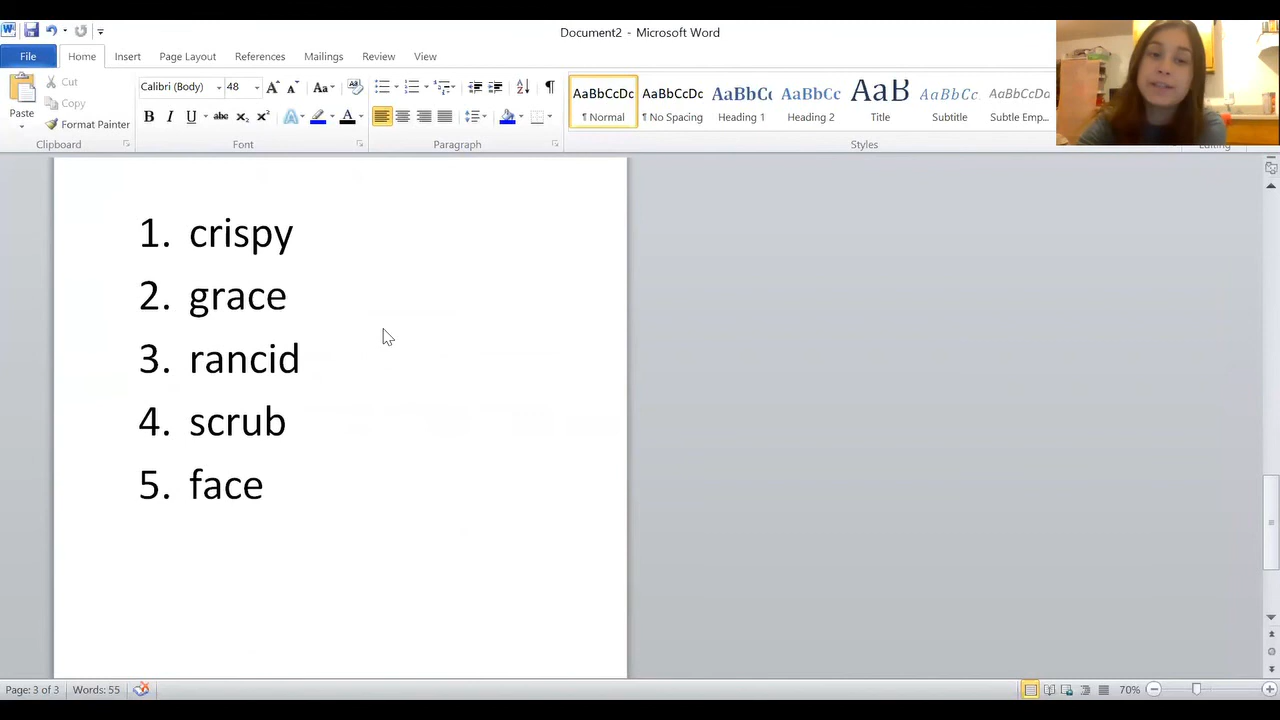 Document2 - Microsoft Word
File Home Insert Page Layout References Mailings Review View
Paste
Cut
Copy
Format Painter
Clipboard
Calibri (Body) 48
Font
Paragraph
AaBbCcDc AaBbCcDc AaBbCc AaBbCc AaB AaBbCc. AaBbCcDa
¶ Normal ¶ No Spacing Heading 1 Heading 2 Title Subtitle Subtle Emp...
Styles
Editing
1. crispy
2. grace
3. rancid
4. scrub
5. face
Page: 3 of 3 Words: 55 70%